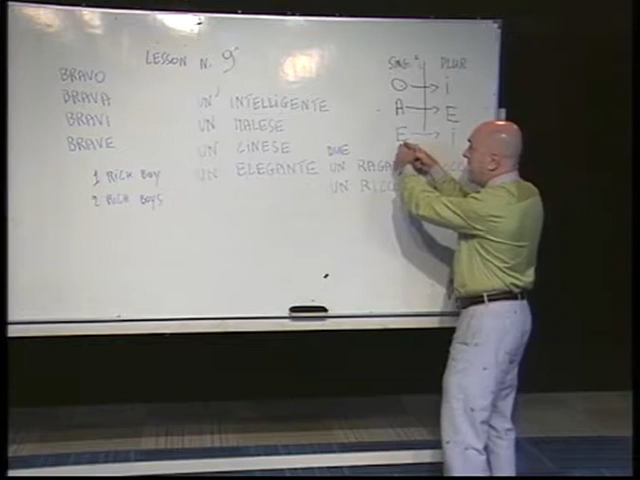 LESSON N. 9
BRAVO
BRAVA
BRAVI
BRAVE
1 RICH BOY
2 RICH BOYS
UN' INTELLIGENTE
UN ITALESE
UN CINESE
UN ELEGANTE
DUE
UN RAGA
UN RICC
SING. PLUR
O → i
A → E
E → i